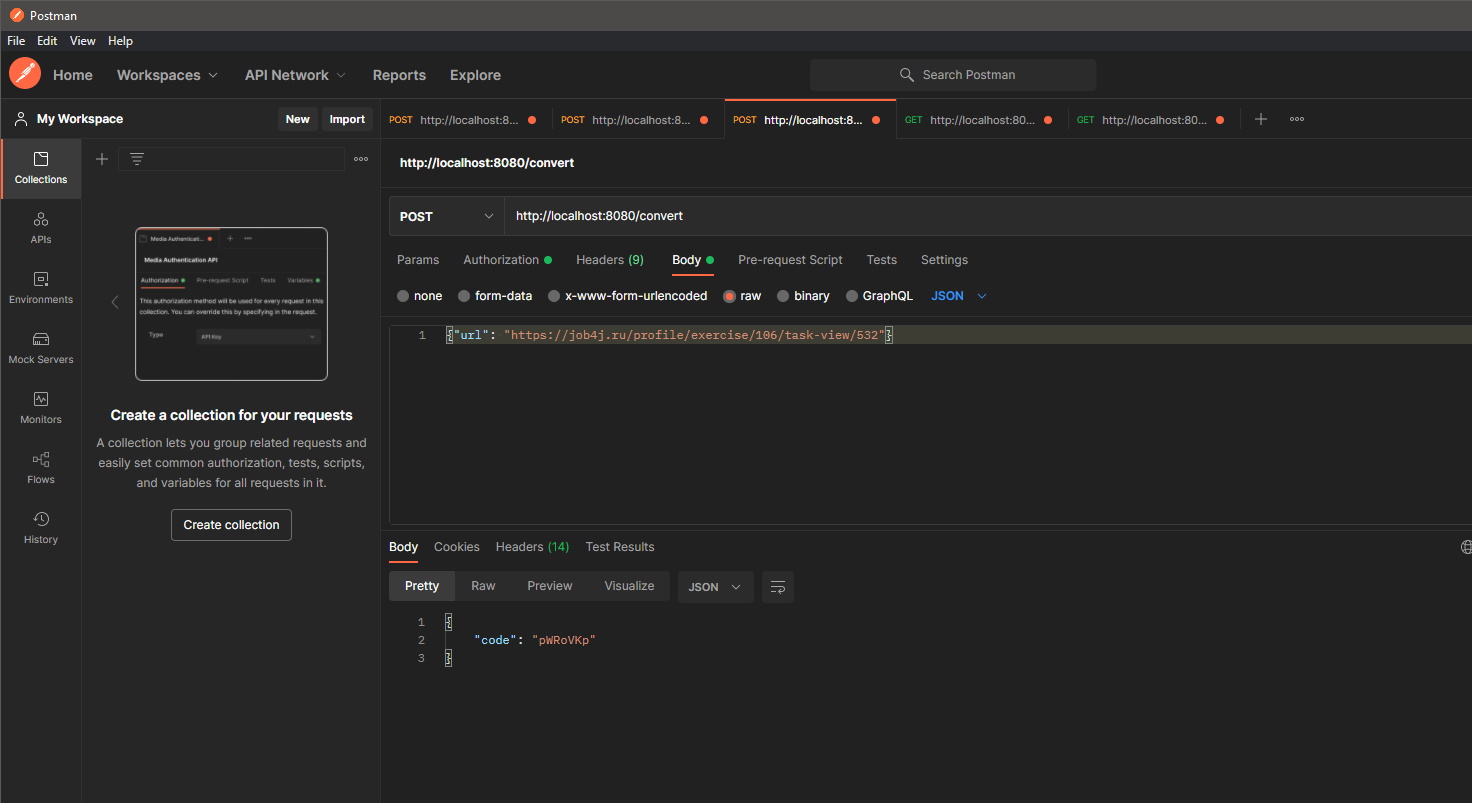 Postman
File Edit View Help
Home Workspaces API Network Reports Explore Search Postman
My Workspace New Import
POST http://localhost:8... POST http://localhost:8... POST http://localhost:8... GET http://localhost:80... GET http://localhost:80...
Collections
APIs
Environments
Mock Servers
Monitors
Flows
History
Media Authenticati...
Media Authentication API
Authorization Pre-request Script Tests Variables
This authorization method will be used for every request in this
collection. You can override this by specifying in the request.
Type API Key
Create a collection for your requests
A collection lets you group related requests and
easily set common authorization, tests, scripts,
and variables for all requests in it.
Create collection
http://localhost:8080/convert
POST http://localhost:8080/convert
Params Authorization Headers (9) Body Pre-request Script Tests Settings
none form-data x-www-form-urlencoded raw binary GraphQL JSON
1 {"url": "https://job4j.ru/profile/exercise/106/task-view/532"}
Body Cookies Headers (14) Test Results
Pretty Raw Preview Visualize JSON
1 {
2 "code": "pWRoVKp"
3 }